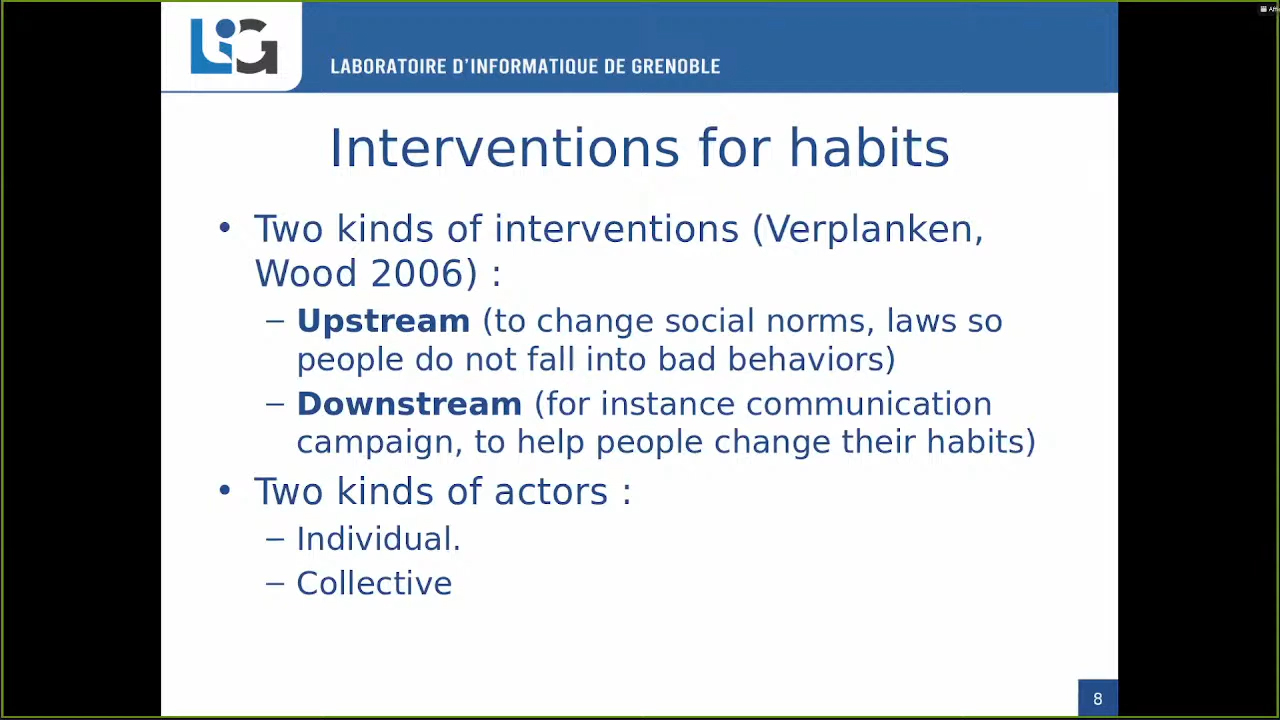 LIG
LABORATOIRE D'INFORMATIQUE DE GRENOBLE
Interventions for habits
• Two kinds of interventions (Verplanken,
Wood 2006) :
– Upstream (to change social norms, laws so
people do not fall into bad behaviors)
– Downstream (for instance communication
campaign, to help people change their habits)
• Two kinds of actors :
– Individual.
– Collective
8